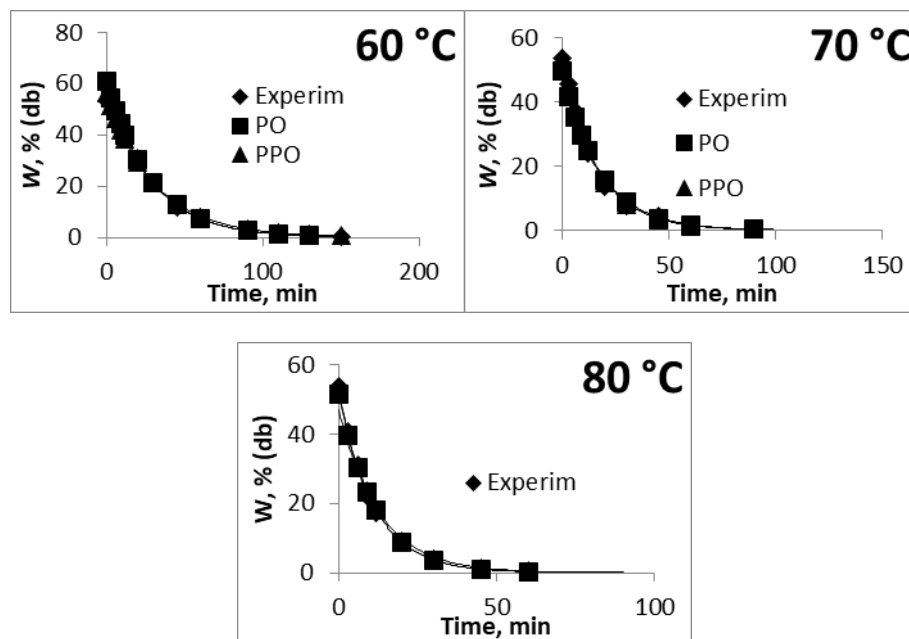 60 °C
80
60
40
20
0
W, % (db)
Experim
PO
PPO
0
100
200
Time, min
70 °C
60
40
20
0
W, % (db)
Experim
PO
PPO
0
50
100
150
Time, min
80 °C
60
40
20
0
W, % (db)
Experim
0
50
100
Time, min